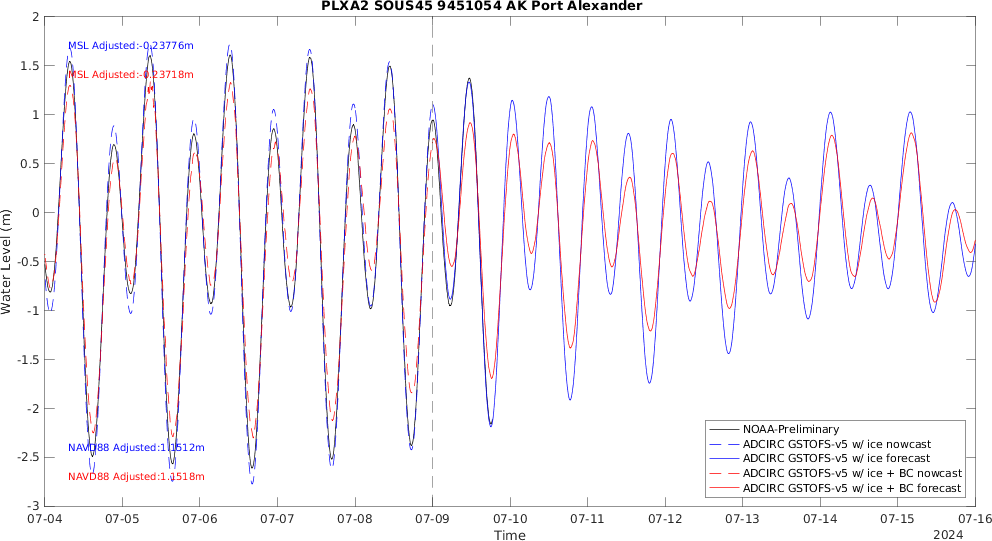 PLXA2 SOUS45 9451054 AK Port Alexander
MSL Adjusted:-0.23776m
MSL Adjusted:-0.23718m
NAVD88 Adjusted:1.1512m
NAVD88 Adjusted:1.1518m
Water Level (m)
2
1.5
1
0.5
0
-0.5
-1
-1.5
-2
-2.5
-3
NOAA-Preliminary
ADCIRC GSTOFS-v5 w/ ice nowcast
ADCIRC GSTOFS-v5 w/ ice forecast
ADCIRC GSTOFS-v5 w/ ice + BC nowcast
ADCIRC GSTOFS-v5 w/ ice + BC forecast
07-04 07-05 07-06 07-07 07-08 07-09 07-10 07-11 07-12 07-13 07-14 07-15 07-16
Time
2024